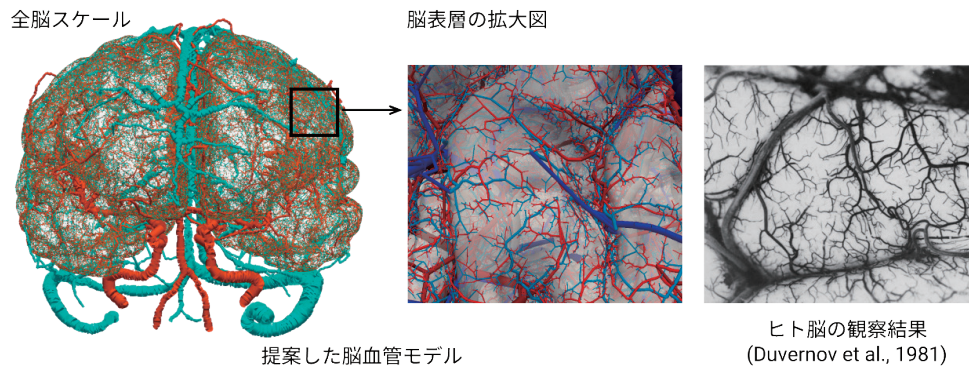 全脳スケール
脳表層の拡大図
提案した脳血管モデル
ヒト脳の観察結果
(Duvernov et al., 1981)